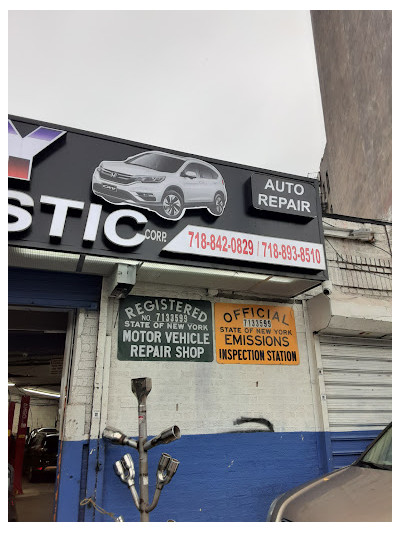 Y
STIC CORP.
AUTO
REPAIR
718-842-0829 / 718-893-8510
REGISTERED
NO. 7133599
STATE OF NEW YORK
MOTOR VEHICLE
REPAIR SHOP
OFFICIAL
7133599
STATE OF NEW YORK
EMISSIONS
INSPECTION STATION